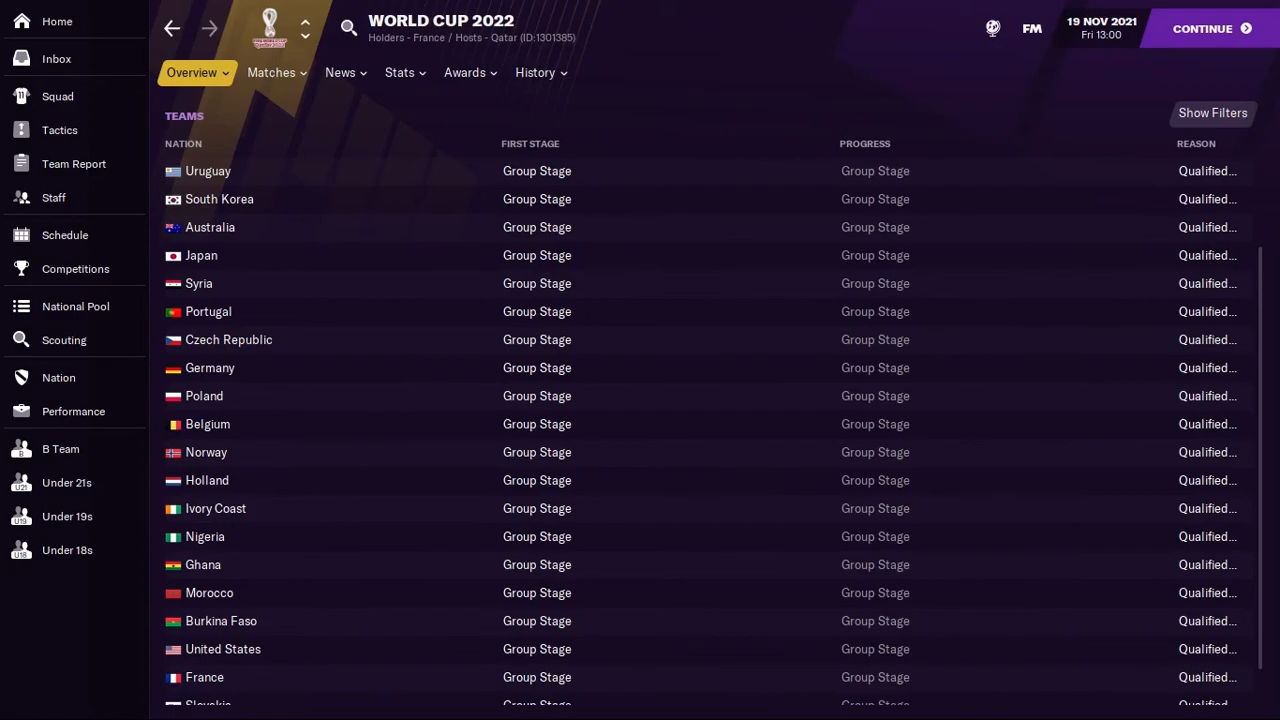 Home
Inbox
Squad
Tactics
Team Report
Staff
Schedule
Competitions
National Pool
Scouting
Nation
Performance
B Team
Under 21s
Under 19s
Under 18s
WORLD CUP 2022
Holders - France / Hosts - Qatar (ID:1301385)
FM
19 NOV 2021
Fri 13:00
CONTINUE
Overview Matches News Stats Awards History
TEAMS
Show Filters
NATION FIRST STAGE PROGRESS REASON
Uruguay Group Stage Group Stage Qualified...
South Korea Group Stage Group Stage Qualified...
Australia Group Stage Group Stage Qualified...
Japan Group Stage Group Stage Qualified...
Syria Group Stage Group Stage Qualified...
Portugal Group Stage Group Stage Qualified...
Czech Republic Group Stage Group Stage Qualified...
Germany Group Stage Group Stage Qualified...
Poland Group Stage Group Stage Qualified...
Belgium Group Stage Group Stage Qualified...
Norway Group Stage Group Stage Qualified...
Holland Group Stage Group Stage Qualified...
Ivory Coast Group Stage Group Stage Qualified...
Nigeria Group Stage Group Stage Qualified...
Ghana Group Stage Group Stage Qualified...
Morocco Group Stage Group Stage Qualified...
Burkina Faso Group Stage Group Stage Qualified...
United States Group Stage Group Stage Qualified...
France Group Stage Group Stage Qualified...
Slovakia Group Stage Group Stage Qualified...